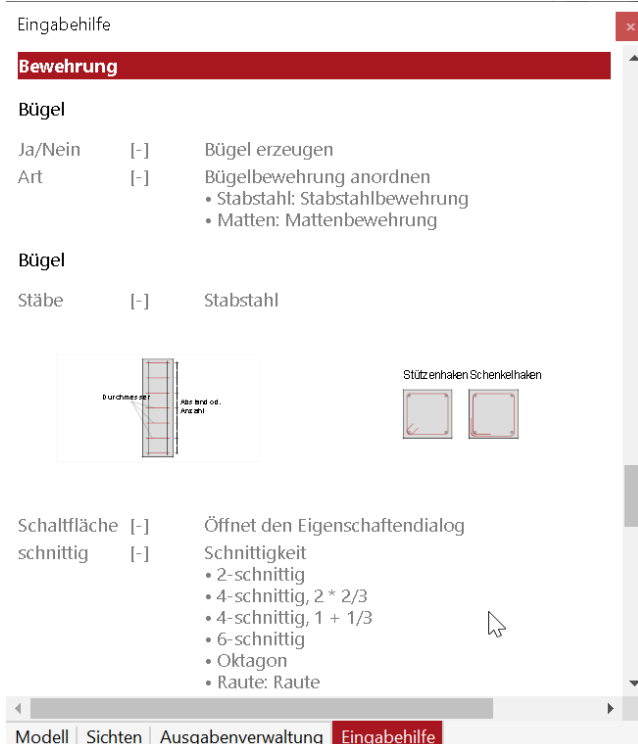 Eingabehilfe
Bewehrung
Bügel
Ja/Nein [-] Bügel erzeugen
Art [-] Bügelbewehrung anordnen
• Stabstahl: Stabstahlbewehrung
• Matten: Mattenbewehrung
Bügel
Stäbe [-] Stabstahl
Stützenhaken Schenkelhaken
Durchmesser
Abstand od.
Anzahl
Schaltfläche [-] Öffnet den Eigenschaftendialog
schnittig [-] Schnittigkeit
• 2-schnittig
• 4-schnittig, 2 * 2/3
• 4-schnittig, 1 + 1/3
• 6-schnittig
• Oktagon
• Raute: Raute
Modell Sichten Ausgabenverwaltung Eingabehilfe